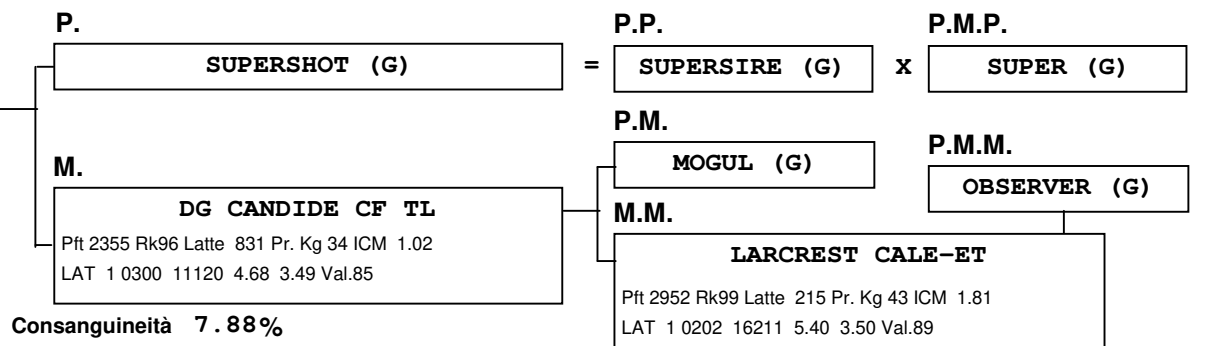 P.
P.P.
P.M.P.
SUPERSHOT (G)
=
SUPERSIRE (G)
X
SUPER (G)
P.M.
MOGUL (G)
P.M.M.
OBSERVER (G)
M.
DG CANDIDE CF TL
Pft 2355 Rk96 Latte 831 Pr. Kg 34 ICM 1.02
LAT 1 0300 11120 4.68 3.49 Val.85
M.M.
LARCREST CALE-ET
Pft 2952 Rk99 Latte 215 Pr. Kg 43 ICM 1.81
LAT 1 0202 16211 5.40 3.50 Val.89
Consanguineità 7.88%